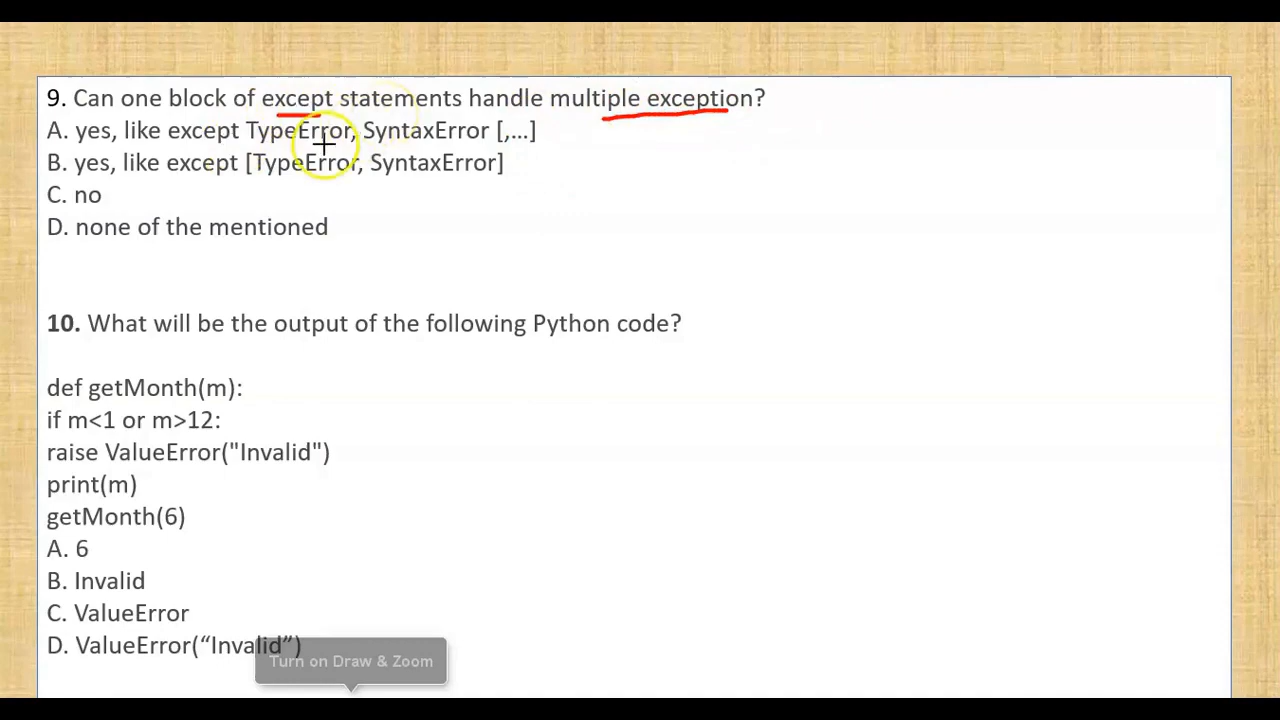 9. Can one block of except statements handle multiple exception?
A. yes, like except TypeError, SyntaxError [,…]
B. yes, like except [TypeError, SyntaxError]
C. no
D. none of the mentioned
10. What will be the output of the following Python code?
def getMonth(m):
if m<1 or m>12:
raise ValueError("Invalid")
print(m)
getMonth(6)
A. 6
B. Invalid
C. ValueError
D. ValueError(“Invalid”)
Turn on Draw & Zoom